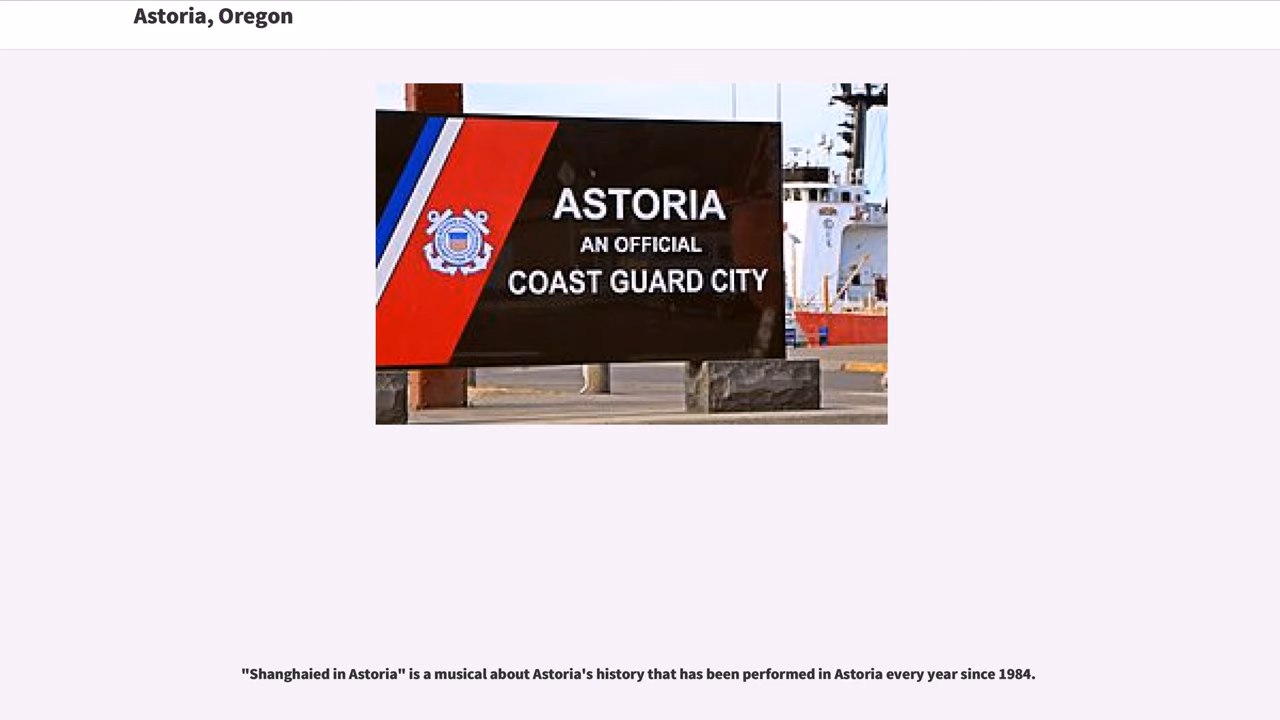 Astoria, Oregon
ASTORIA
AN OFFICIAL
COAST GUARD CITY
"Shanghaied in Astoria" is a musical about Astoria's history that has been performed in Astoria every year since 1984.